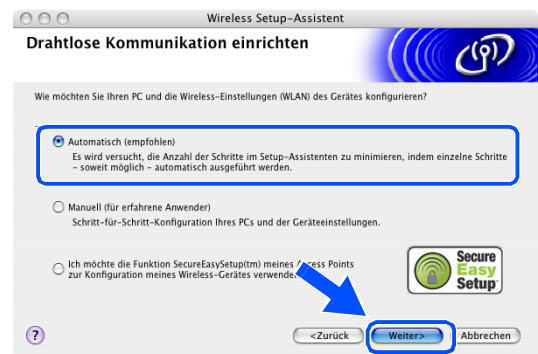 Wireless Setup-Assistent
Drahtlose Kommunikation einrichten
Wie möchten Sie Ihren PC und die Wireless-Einstellungen (WLAN) des Gerätes konfigurieren?
Automatisch (empfohlen)
Es wird versucht, die Anzahl der Schritte im Setup-Assistenten zu minimieren, indem einzelne Schritte
- soweit möglich - automatisch ausgeführt werden.
Manuell (für erfahrene Anwender)
Schritt-für-Schritt-Konfiguration Ihres PCs und der Geräteeinstellungen.
Ich möchte die Funktion SecureEasySetup(tm) meines Access Points
zur Konfiguration meines Wireless-Gerätes verwenden
Secure
Easy
Setup
?
<Zurück
Weiter>
Abbrechen